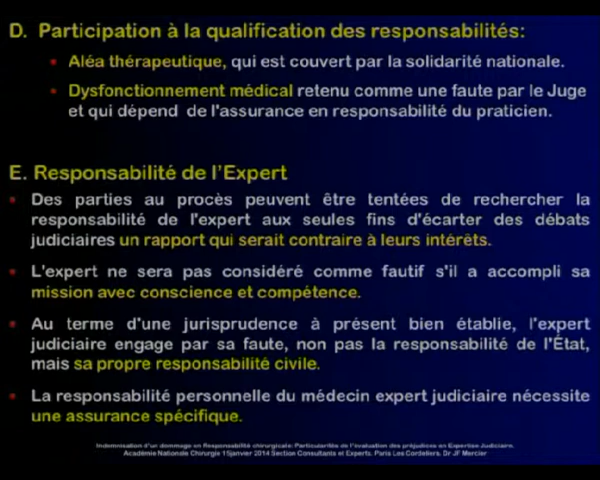 D. Participation à la qualification des responsabilités:
• Aléa thérapeutique, qui est couvert par la solidarité nationale.
• Dysfonctionnement médical retenu comme une faute par le Juge
et qui dépend de l'assurance en responsabilité du praticien.
E. Responsabilité de l'Expert
• Des parties au procès peuvent être tentées de rechercher la
responsabilité de l'expert aux seules fins d'écarter des débats
judiciaires un rapport qui serait contraire à leurs intérêts.
• L'expert ne sera pas considéré comme fautif s'il a accompli sa
mission avec conscience et compétence.
• Au terme d'une jurisprudence à présent bien établie, l'expert
judiciaire engage par sa faute, non pas la responsabilité de l'État,
mais sa propre responsabilité civile.
• La responsabilité personnelle du médecin expert judiciaire nécessite
une assurance spécifique.
Indemnisation d'un dommage en Responsabilité chirurgicale: Particularités de l'évaluation des préjudices en Expertise Judiciaire.
Académie Nationale Chirurgie 15janvier 2014 Section Consultants et Experts. Paris Les Cordeliers. Dr JF Mercier